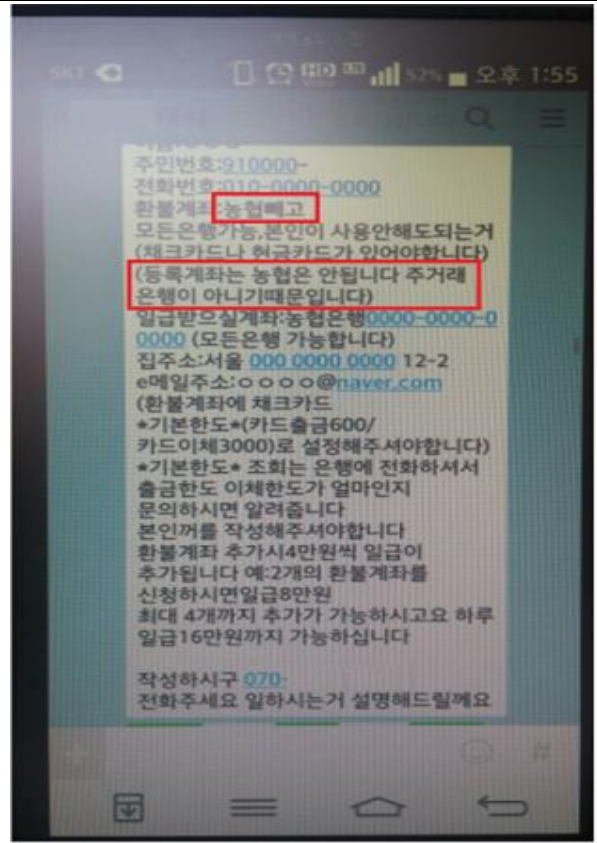 SKT HD LTE 52% 오후 1:55
이름:○○○
주민번호:910000-
전화번호:010-0000-0000
환불계좌:농협빼고
모든은행가능,본인이 사용안해도되는거
(채크카드나 현금카드가 있어야합니다)
(등록계좌는 농협은 안됩니다 주거래
은행이 아니기때문입니다)
일급받으실계좌:농협은행0000-0000-0
0000 (모든은행 가능합니다)
집주소:서울 000 0000 0000 12-2
e메일주소:○○○○@naver.com
(환불계좌에 채크카드
*기본한도*(카드출금600/
카드이체3000)로 설정해주셔야합니다)
*기본한도* 조회는 은행에 전화하셔서
출금한도 이체한도가 얼마인지
문의하시면 알려줍니다
본인꺼를 작성해주셔야합니다
환불계좌 추가시4만원씩 일급이
추가됩니다 예:2개의 환불계좌를
신청하시면일급8만원
최대 4개까지 추가가 가능하시고요 하루
일급16만원까지 가능하십니다
작성하시구 070-
전화주세요 일하시는거 설명해드릴께요
#